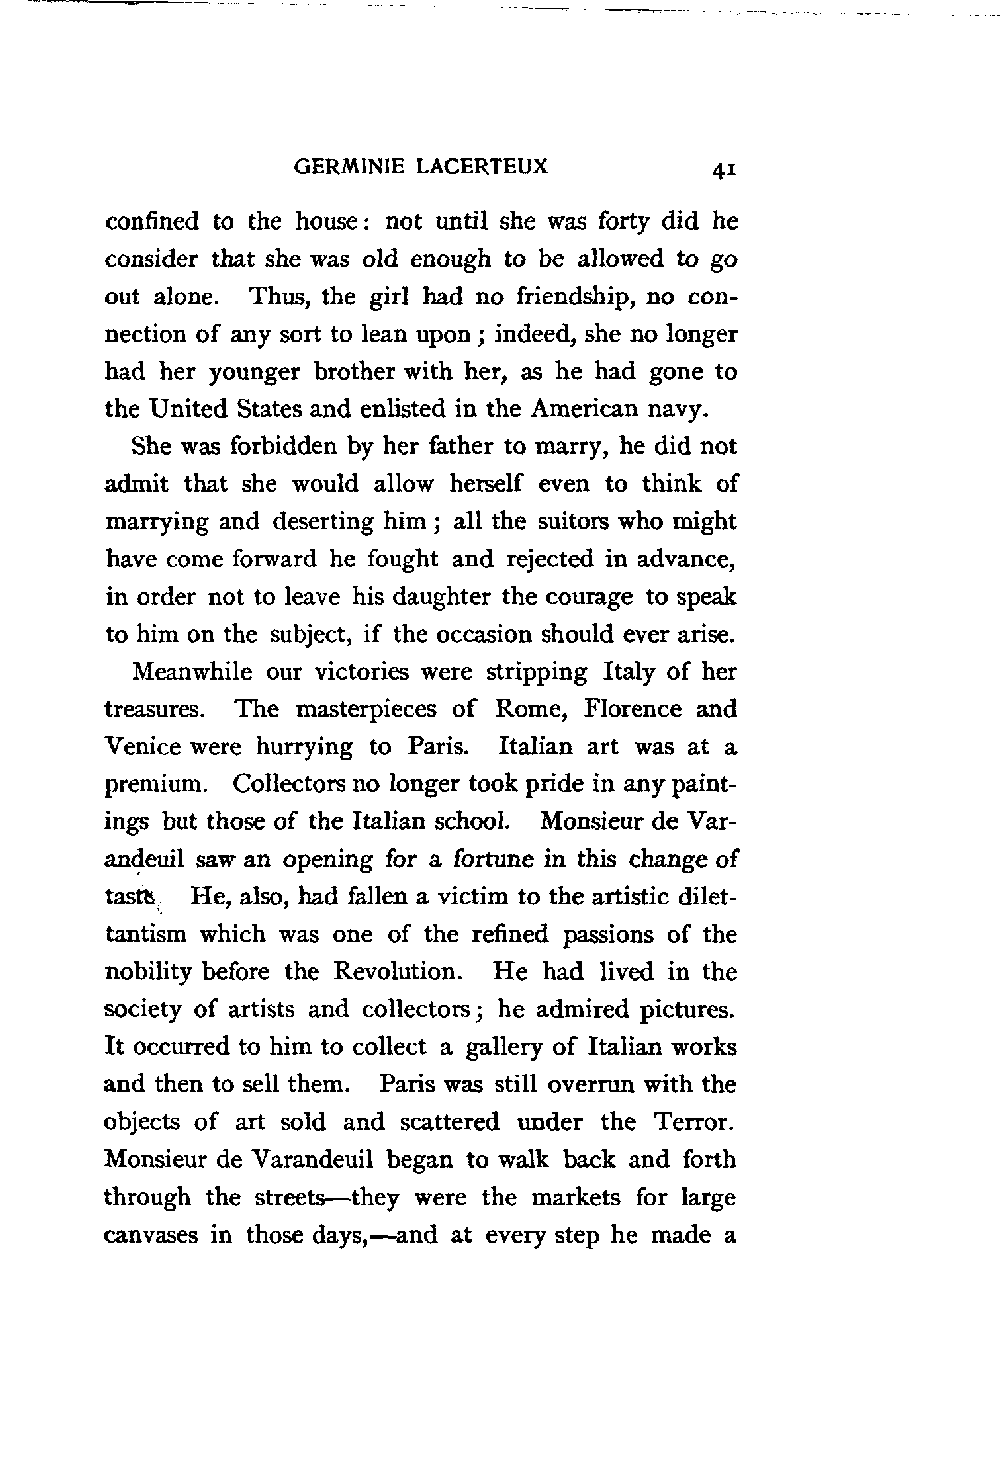 GERMINIE LACERTEUX 41
confined to the house: not until she was forty did he
consider that she was old enough to be allowed to go
out alone. Thus, the girl had no friendship, no con-
nection of any sort to lean upon; indeed, she no longer
had her younger brother with her, as he had gone to
the United States and enlisted in the American navy.
She was forbidden by her father to marry, he did not
admit that she would allow herself even to think of
marrying and deserting him; all the suitors who might
have come forward he fought and rejected in advance,
in order not to leave his daughter the courage to speak
to him on the subject, if the occasion should ever arise.
Meanwhile our victories were stripping Italy of her
treasures. The masterpieces of Rome, Florence and
Venice were hurrying to Paris. Italian art was at a
premium. Collectors no longer took pride in any paint-
ings but those of the Italian school. Monsieur de Var-
andeuil saw an opening for a fortune in this change of
He, also, had fallen a victim to the artistic dilet-
tantism which was one of the refined passions of the
nobility before the Revolution. He had lived in the
society of artists and collectors; he admired pictures.
It occurred to him to collect a gallery of Italian works
and then to sell them. Paris was still overrun with the
objects of art sold and scattered under the Terror.
Monsieur de Varandeuil began to walk back and forth
through the streets—they were the markets for large
canvases in those days,—and at every step he made a